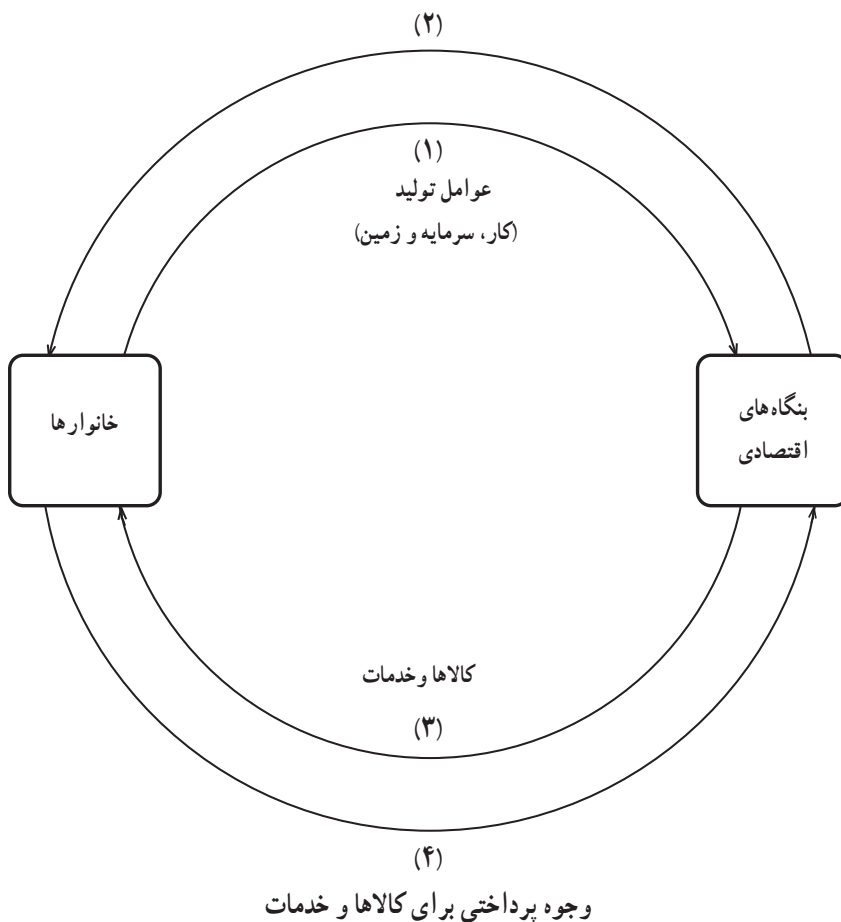 (۲)
(۱)
عوامل تولید
(کار، سرمایه و زمین)
خانوارها
بنگاه‌های
اقتصادی
کالاها و خدمات
(۳)
(۴)
وجوه پرداختی برای کالاها و خدمات